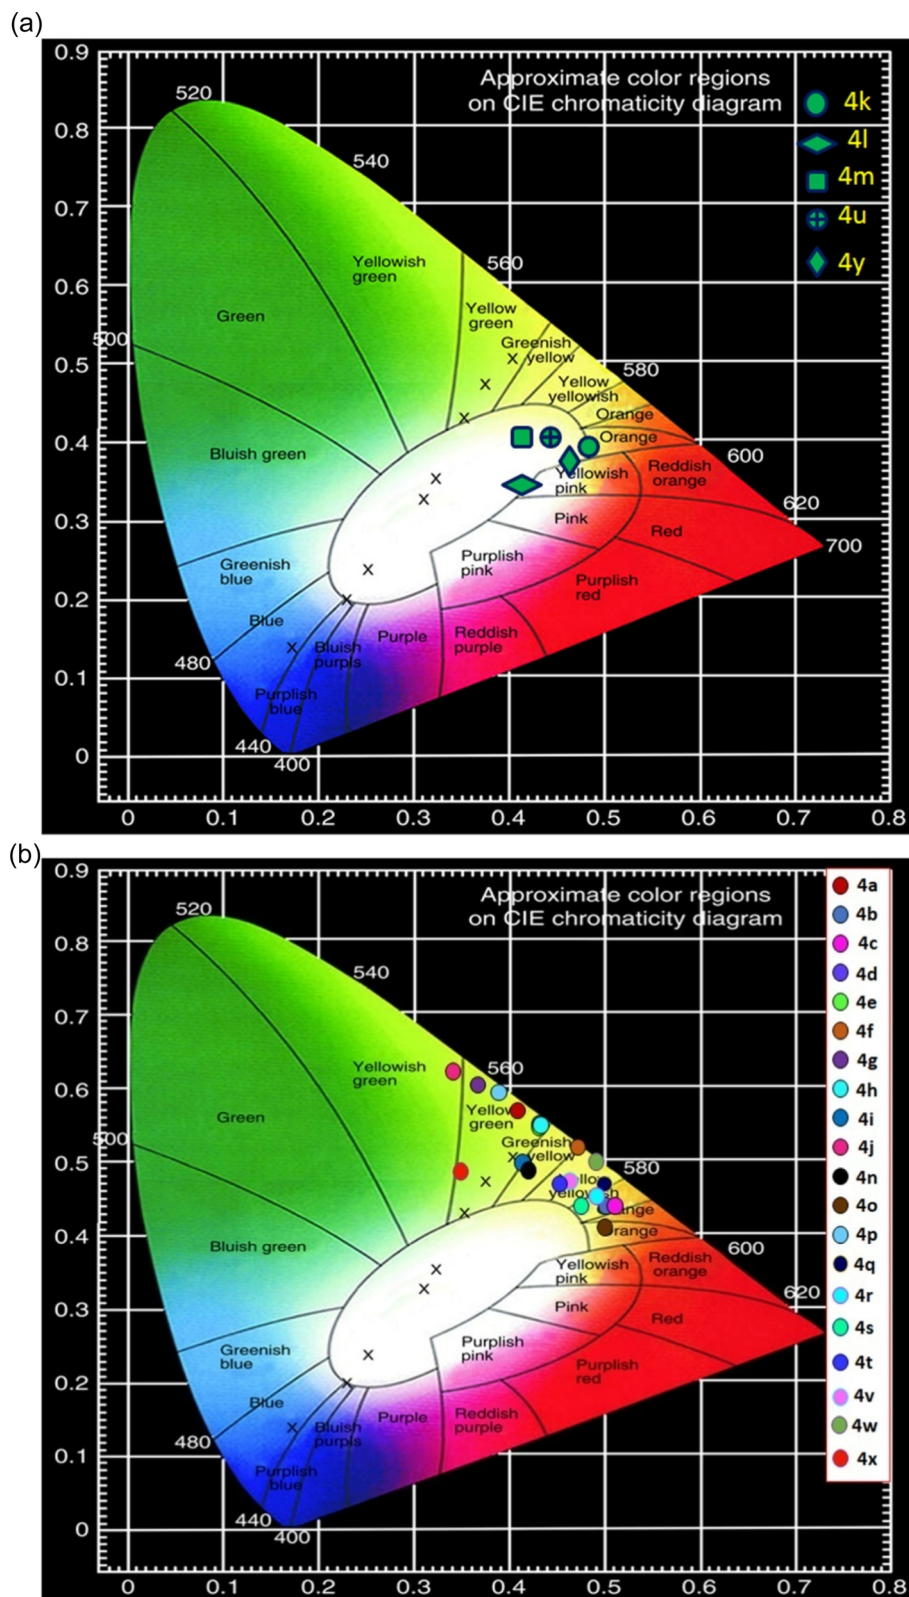 (a)
0.9
0.8
0.7
0.6
0.5
0.4
0.3
0.2
0.1
0
0 0.1 0.2 0.3 0.4 0.5 0.6 0.7 0.8
Approximate color regions
on CIE chromaticity diagram
4k
4l
4m
4u
4y
520
540
560
580
600
620
700
500
480
440
400
Yellowish
green
Green
Yellow
green
Greenish
yellow
Yellow
yellowish
Orange
Orange
Bluish green
Yellowish
pink
Reddish
orange
Pink
Red
Greenish
blue
Purplish
pink
Purplish
red
Blue
Bluish
purpls
Purple
Reddish
purple
Purplish
blue
(b)
0.9
0.8
0.7
0.6
0.5
0.4
0.3
0.2
0.1
0
0 0.1 0.2 0.3 0.4 0.5 0.6 0.7 0.8
Approximate color regions
on CIE chromaticity diagram
4a
4b
4c
4d
4e
4f
4g
4h
4i
4j
4n
4o
4p
4q
4r
4s
4t
4v
4w
4x
520
540
560
580
600
620
500
480
440
400
Yellowish
green
Green
Yellow
green
Greenish
yellow
Bluish green
Yellowish
pink
Reddish
orange
Pink
Red
Greenish
blue
Purplish
pink
Purplish
red
Blue
Bluish
purpls
Purple
Reddish
purple
Purplish
blue